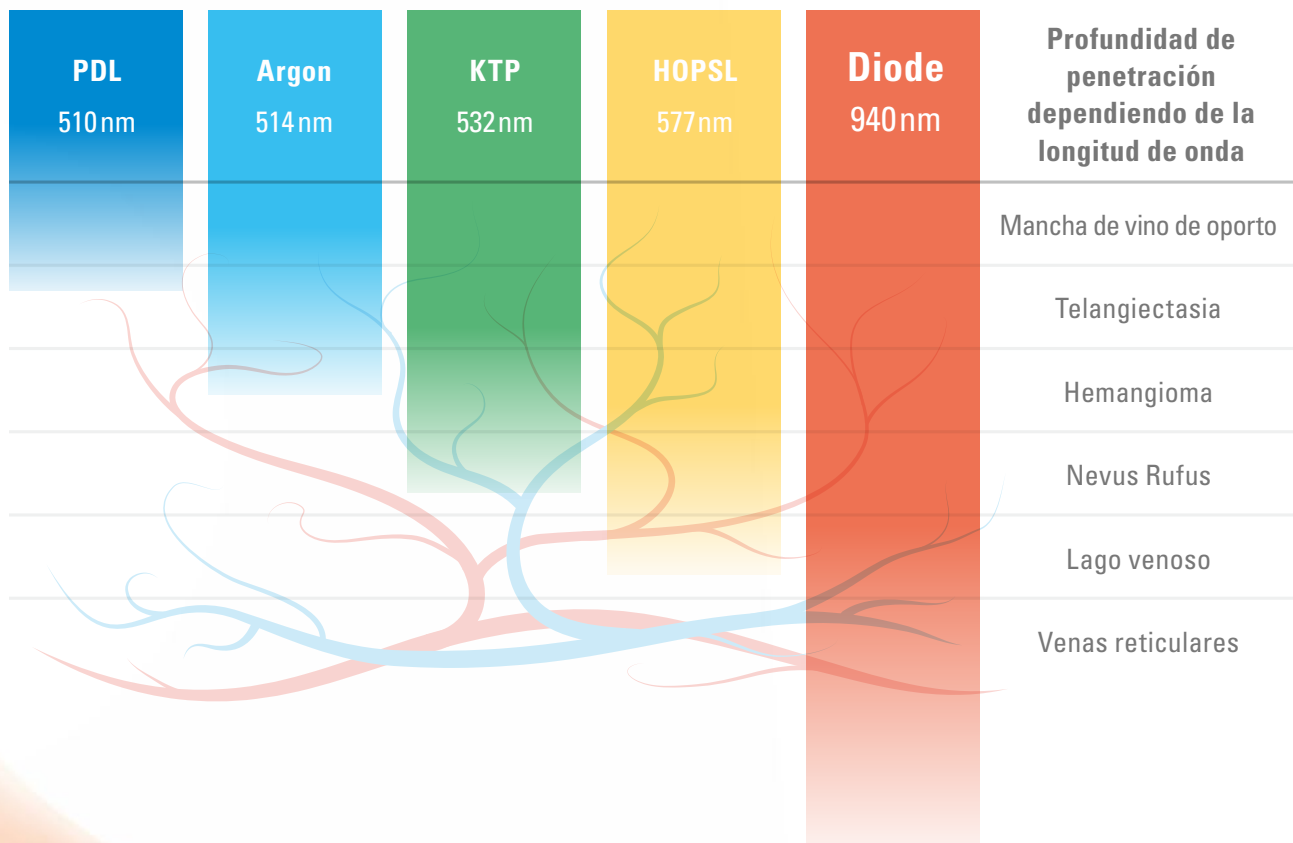 PDL
510 nm
Argon
514 nm
KTP
532 nm
HOPSL
577 nm
Diode
940 nm
Profundidad de
penetración
dependiendo de la
longitud de onda
Mancha de vino de oporto
Telangiectasia
Hemangioma
Nevus Rufus
Lago venoso
Venas reticulares